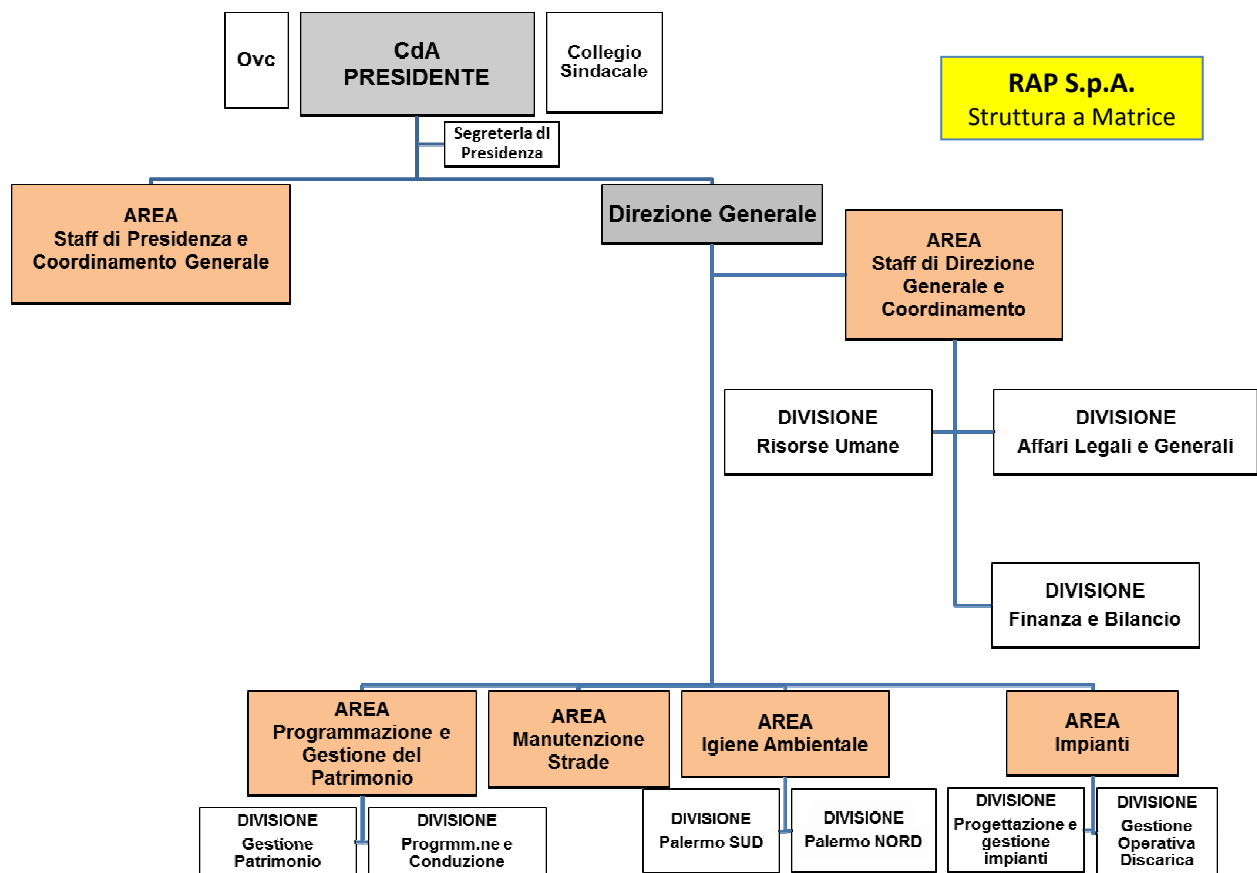 Ovc
CdA
PRESIDENTE
Collegio
Sindacale
RAP S.p.A.
Struttura a Matrice
Segreteria di
Presidenza
AREA
Staff di Presidenza e
Coordinamento Generale
Direzione Generale
AREA
Staff di Direzione
Generale e
Coordinamento
DIVISIONE
Risorse Umane
DIVISIONE
Affari Legali e Generali
DIVISIONE
Finanza e Bilancio
AREA
Programmazione e
Gestione del
Patrimonio
AREA
Manutenzione
Strade
AREA
Igiene Ambientale
AREA
Impianti
DIVISIONE
Gestione
Patrimonio
DIVISIONE
Progrmm.ne e
Conduzione
DIVISIONE
Palermo SUD
DIVISIONE
Palermo NORD
DIVISIONE
Progettazione e
gestione
impianti
DIVISIONE
Gestione
Operativa
Discarica